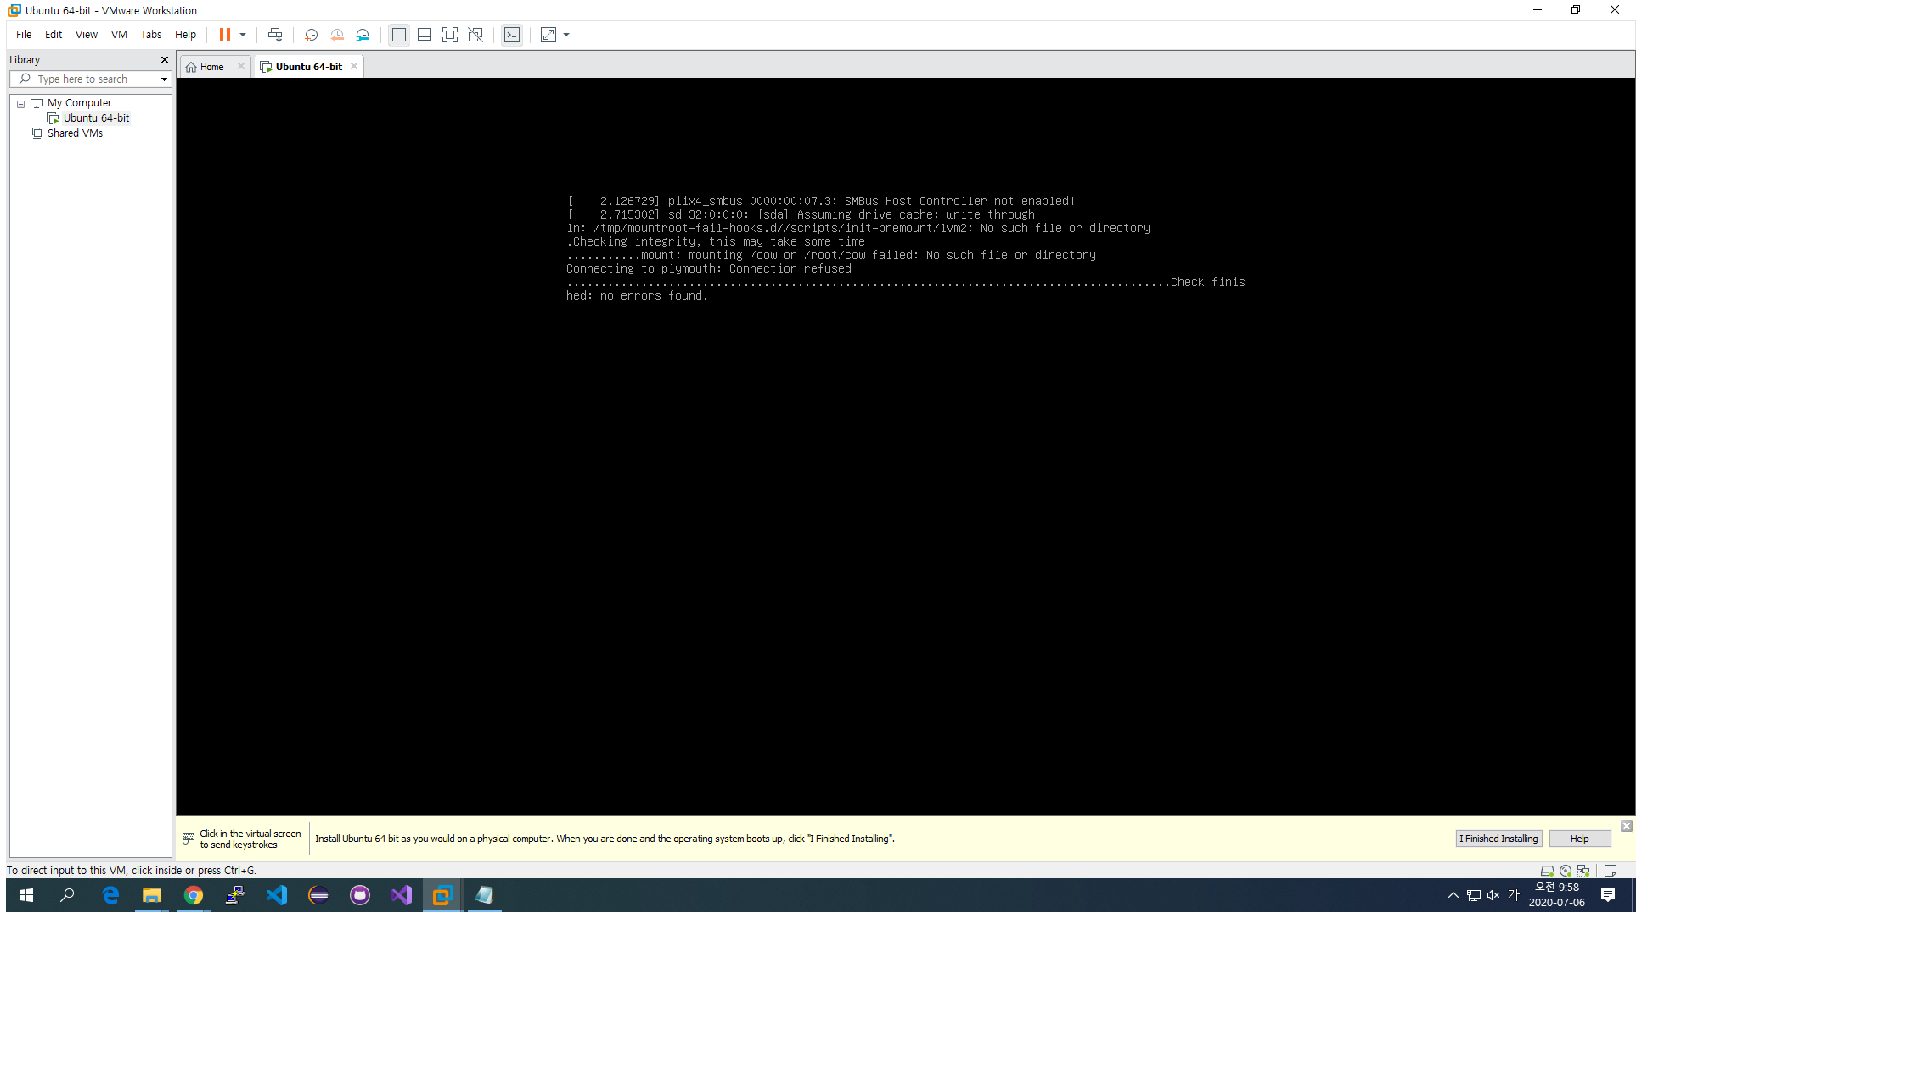 Ubuntu 64-bit - VMware Workstation
File Edit View VM Tabs Help
Library
Type here to search
My Computer
Ubuntu 64-bit
Shared VMs
Home
Ubuntu 64-bit
[    2.126729] piix4_smbus 0000:00:07.3: SMBus Host Controller not enabled!
[    2.715302] sd 32:0:0:0: [sda] Assuming drive cache: write through
ln: /tmp/mountroot-fail-hooks.d//scripts/init-premount/lvm2: No such file or directory
.Checking integrity, this may take some time
...........mount: mounting /cow on /root/cow failed: No such file or directory
Connecting to plymouth: Connection refused
.........................................................................................Check finis
hed: no errors found.
Click in the virtual screen
to send keystrokes
Install Ubuntu 64-bit as you would on a physical computer. When you are done and the operating system boots up, click "I Finished Installing".
I Finished Installing
Help
To direct input to this VM, click inside or press Ctrl+G.
가
오전 9:58
2020-07-06